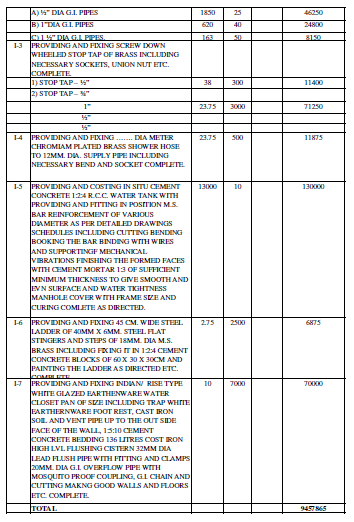 A) ½" DIA G.I. PIPES 1850 25 46250
B) 1"DIA G.I. PIPES 620 40 24800
C) 1 ½" DIA G.I. PIPES. 163 50 8150
I-3 PROVIDING AND FIXING SCREW DOWN
WHEELED STOP TAP OF BRASS INCLUDING
NECESSARY SOCKETS, UNION NUT ETC.
COMPLETE
1) STOP TAP – ½" 38 300 11400
2) STOP TAP – ¾"
1" 23.75 3000 71250
½"
½"
I-4 PROVIDING AND FIXING ........ DIA METER 23.75 500 11875
CHROMIAM PLATED BRASS SHOWER HOSE
TO 12MM. DIA. SUPPLY PIPE INCLUDING
NECESSARY BEND AND SOCKET COMPLETE.
I-5 PROVIDING AND COSTING IN SITU CEMENT 13000 10 130000
CONCRETE 1:2:4 R.C.C. WATER TANK WITH
PROVIDING AND FITTING IN POSITION M.S.
BAR REINFORCEMENT OF VARIOUS
DIAMETER AS PER DETAILED DRAWINGS
SCHEDULES INCLUDING CUTTING BENDING
BOOKING THE BAR BINDING WITH WIRES
AND SUPPORTINGF MECHANICAL
VIBRATIONS FINISHING THE FORMED FACES
WITH CEMENT MORTAR 1:3 OF SUFFICIENT
MINIMUM THICKNESS TO GIVE SMOOTH AND
EVN SURFACE AND WATER TIGHTNESS
MANHOLE COVER WITH FRAME SIZE AND
CURING COMLETE AS DIRECTED.
I-6 PROVIDING AND FIXING 45 CM. WIDE STEEL 2.75 2500 6875
LADDER OF 40MM X 6MM. STEEL FLAT
STINGERS AND STEPS OF 18MM. DIA M.S.
BRASS INCLUDING FIXING IT IN 1:2:4 CEMENT
CONCRETE BLOCKS OF 60 X 30 X 30CM AND
PAINTING THE LADDER AS DIRECTED ETC.
COMPLETE
I-7 PROVIDING AND FIXING INDIAN/ RISE TYPE 10 7000 70000
WHITE GLAZED EARTHENWARE WATER
CLOSET PAN OF SIZE INCLUDING TRAP WHITE
EARTHERNWARE FOOT REST, CAST IRON
SOIL AND VENT PIPE UP TO THE OUT SIDE
FACE OF THE WALL, 1:5:10 CEMENT
CONCRETE BEDDING 136 LITRES COST IRON
HIGH LVL FLUSHING CISTERN 32MM DIA
LEAD FLUSH PIPE WITH FITTING AND CLAMPS
20MM. DIA G.I. OVERFLOW PIPE WITH
MOSQUITO PROOF COUPLING, G.I. CHAIN AND
CUTTING MAKNG GOOD WALLS AND FLOORS
ETC. COMPLETE.
TOTAL 9457865